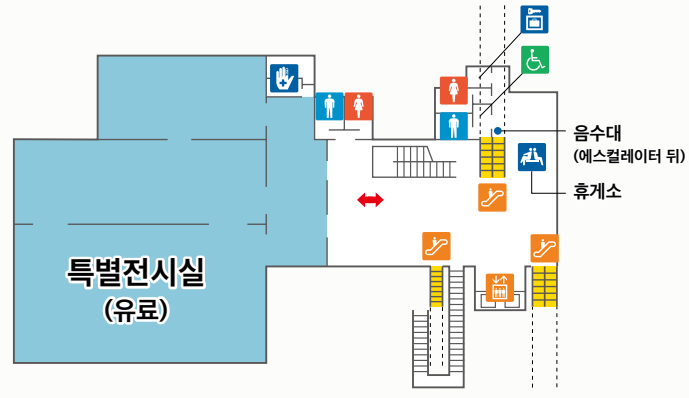 음수대
(에스컬레이터 뒤)
휴게소
특별전시실
(유료)